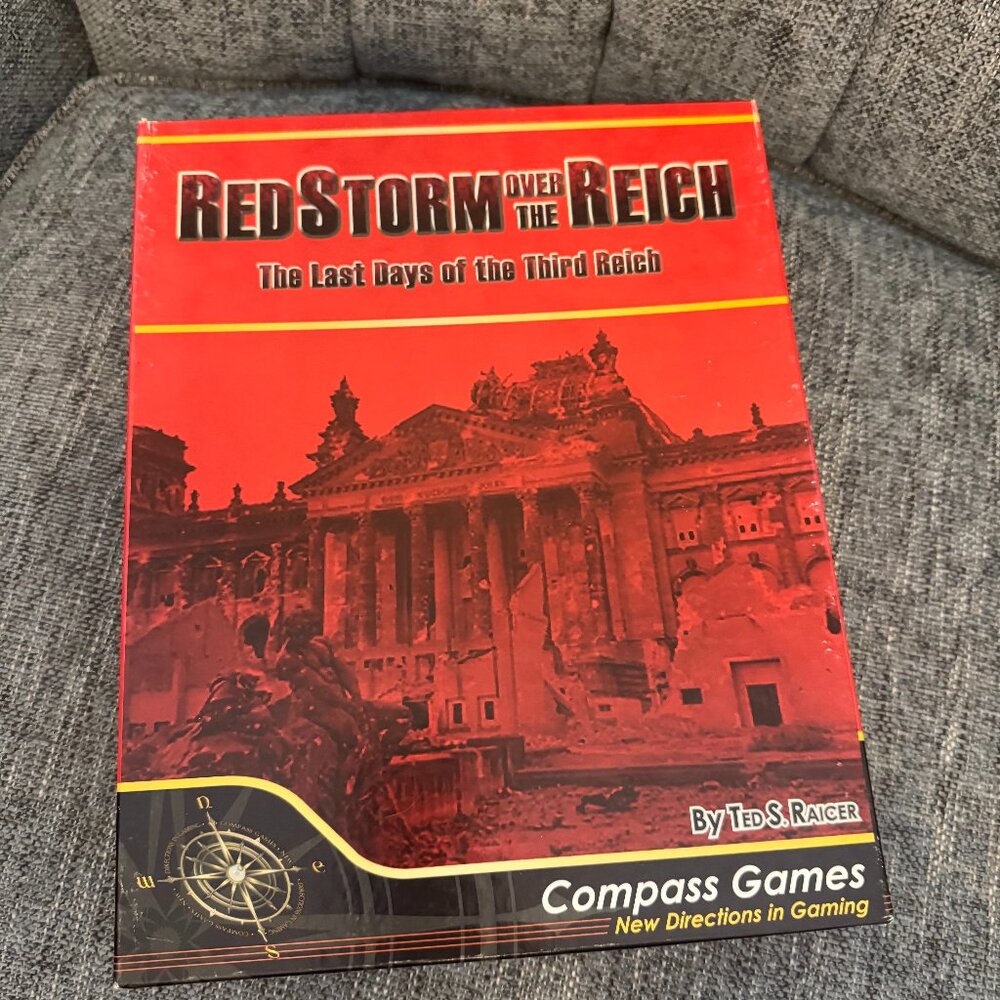 RED STORM OVER THE REICH
The Last Days of the Third Reich
By TED S. RAICER
n
e
s
w
Compass Games
New Directions in Gaming